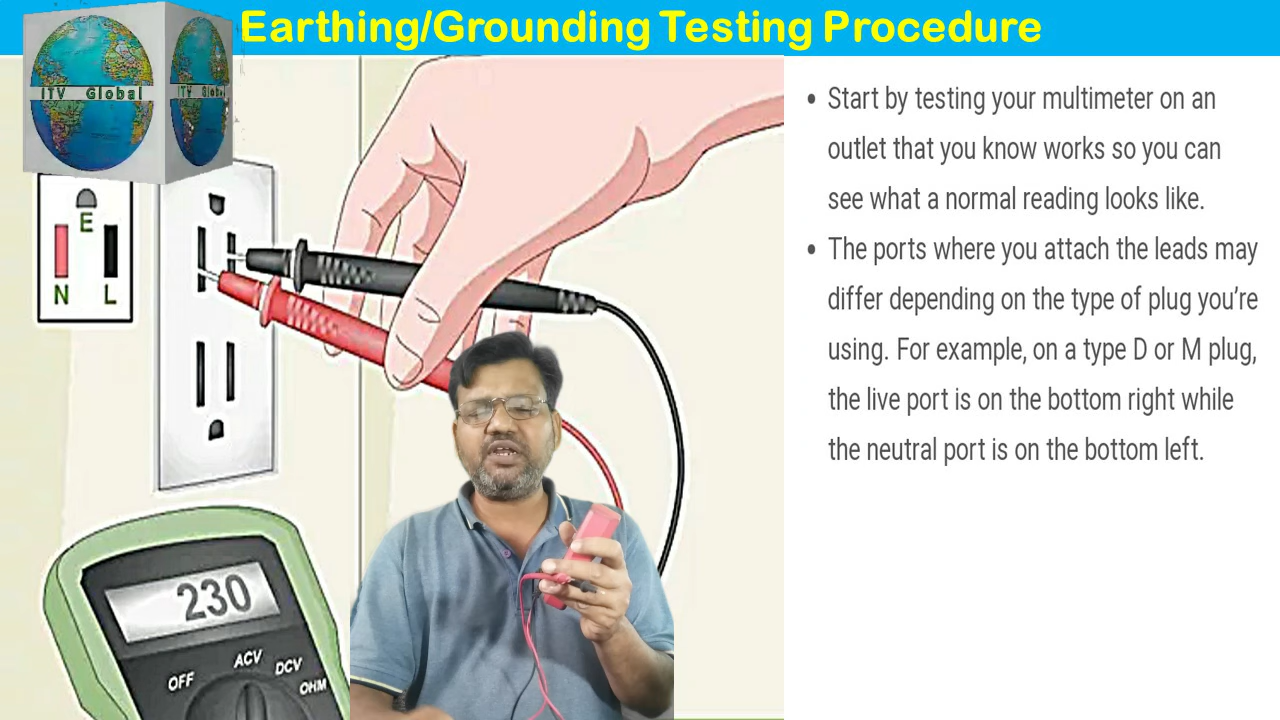 Earthing/Grounding Testing Procedure
ITV Global
ITV Global
E
N L
230
OFF ACV DCV OHM
• Start by testing your multimeter on an
outlet that you know works so you can
see what a normal reading looks like.
• The ports where you attach the leads may
differ depending on the type of plug you’re
using. For example, on a type D or M plug,
the live port is on the bottom right while
the neutral port is on the bottom left.